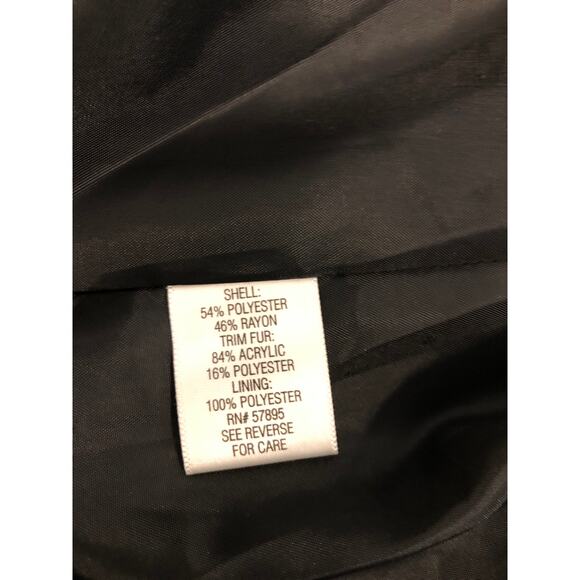 SHELL:
54% POLYESTER
46% RAYON
TRIM FUR:
84% ACRYLIC
16% POLYESTER
LINING:
100% POLYESTER
RN# 57895
SEE REVERSE
FOR CARE